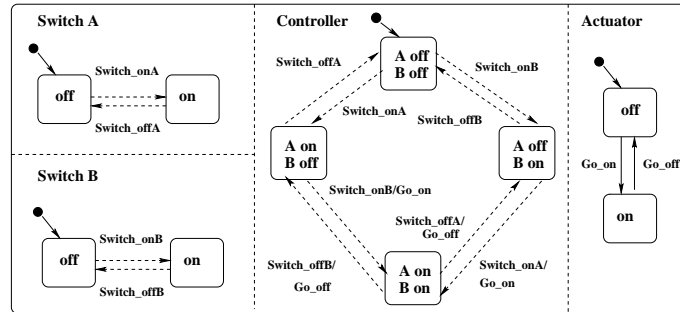 Switch A
off
on
Switch_onA
Switch_offA
Switch B
off
on
Switch_onB
Switch_offB
Controller
A off
B off
Switch_offA
Switch_onA
Switch_onB
Switch_offB
A on
B off
A off
B on
Switch_onB/Go_on
Switch_offA/
Go_off
Switch_offB/
Go_off
Switch_onA/
Go_on
A on
B on
Actuator
off
Go_on
Go_off
on